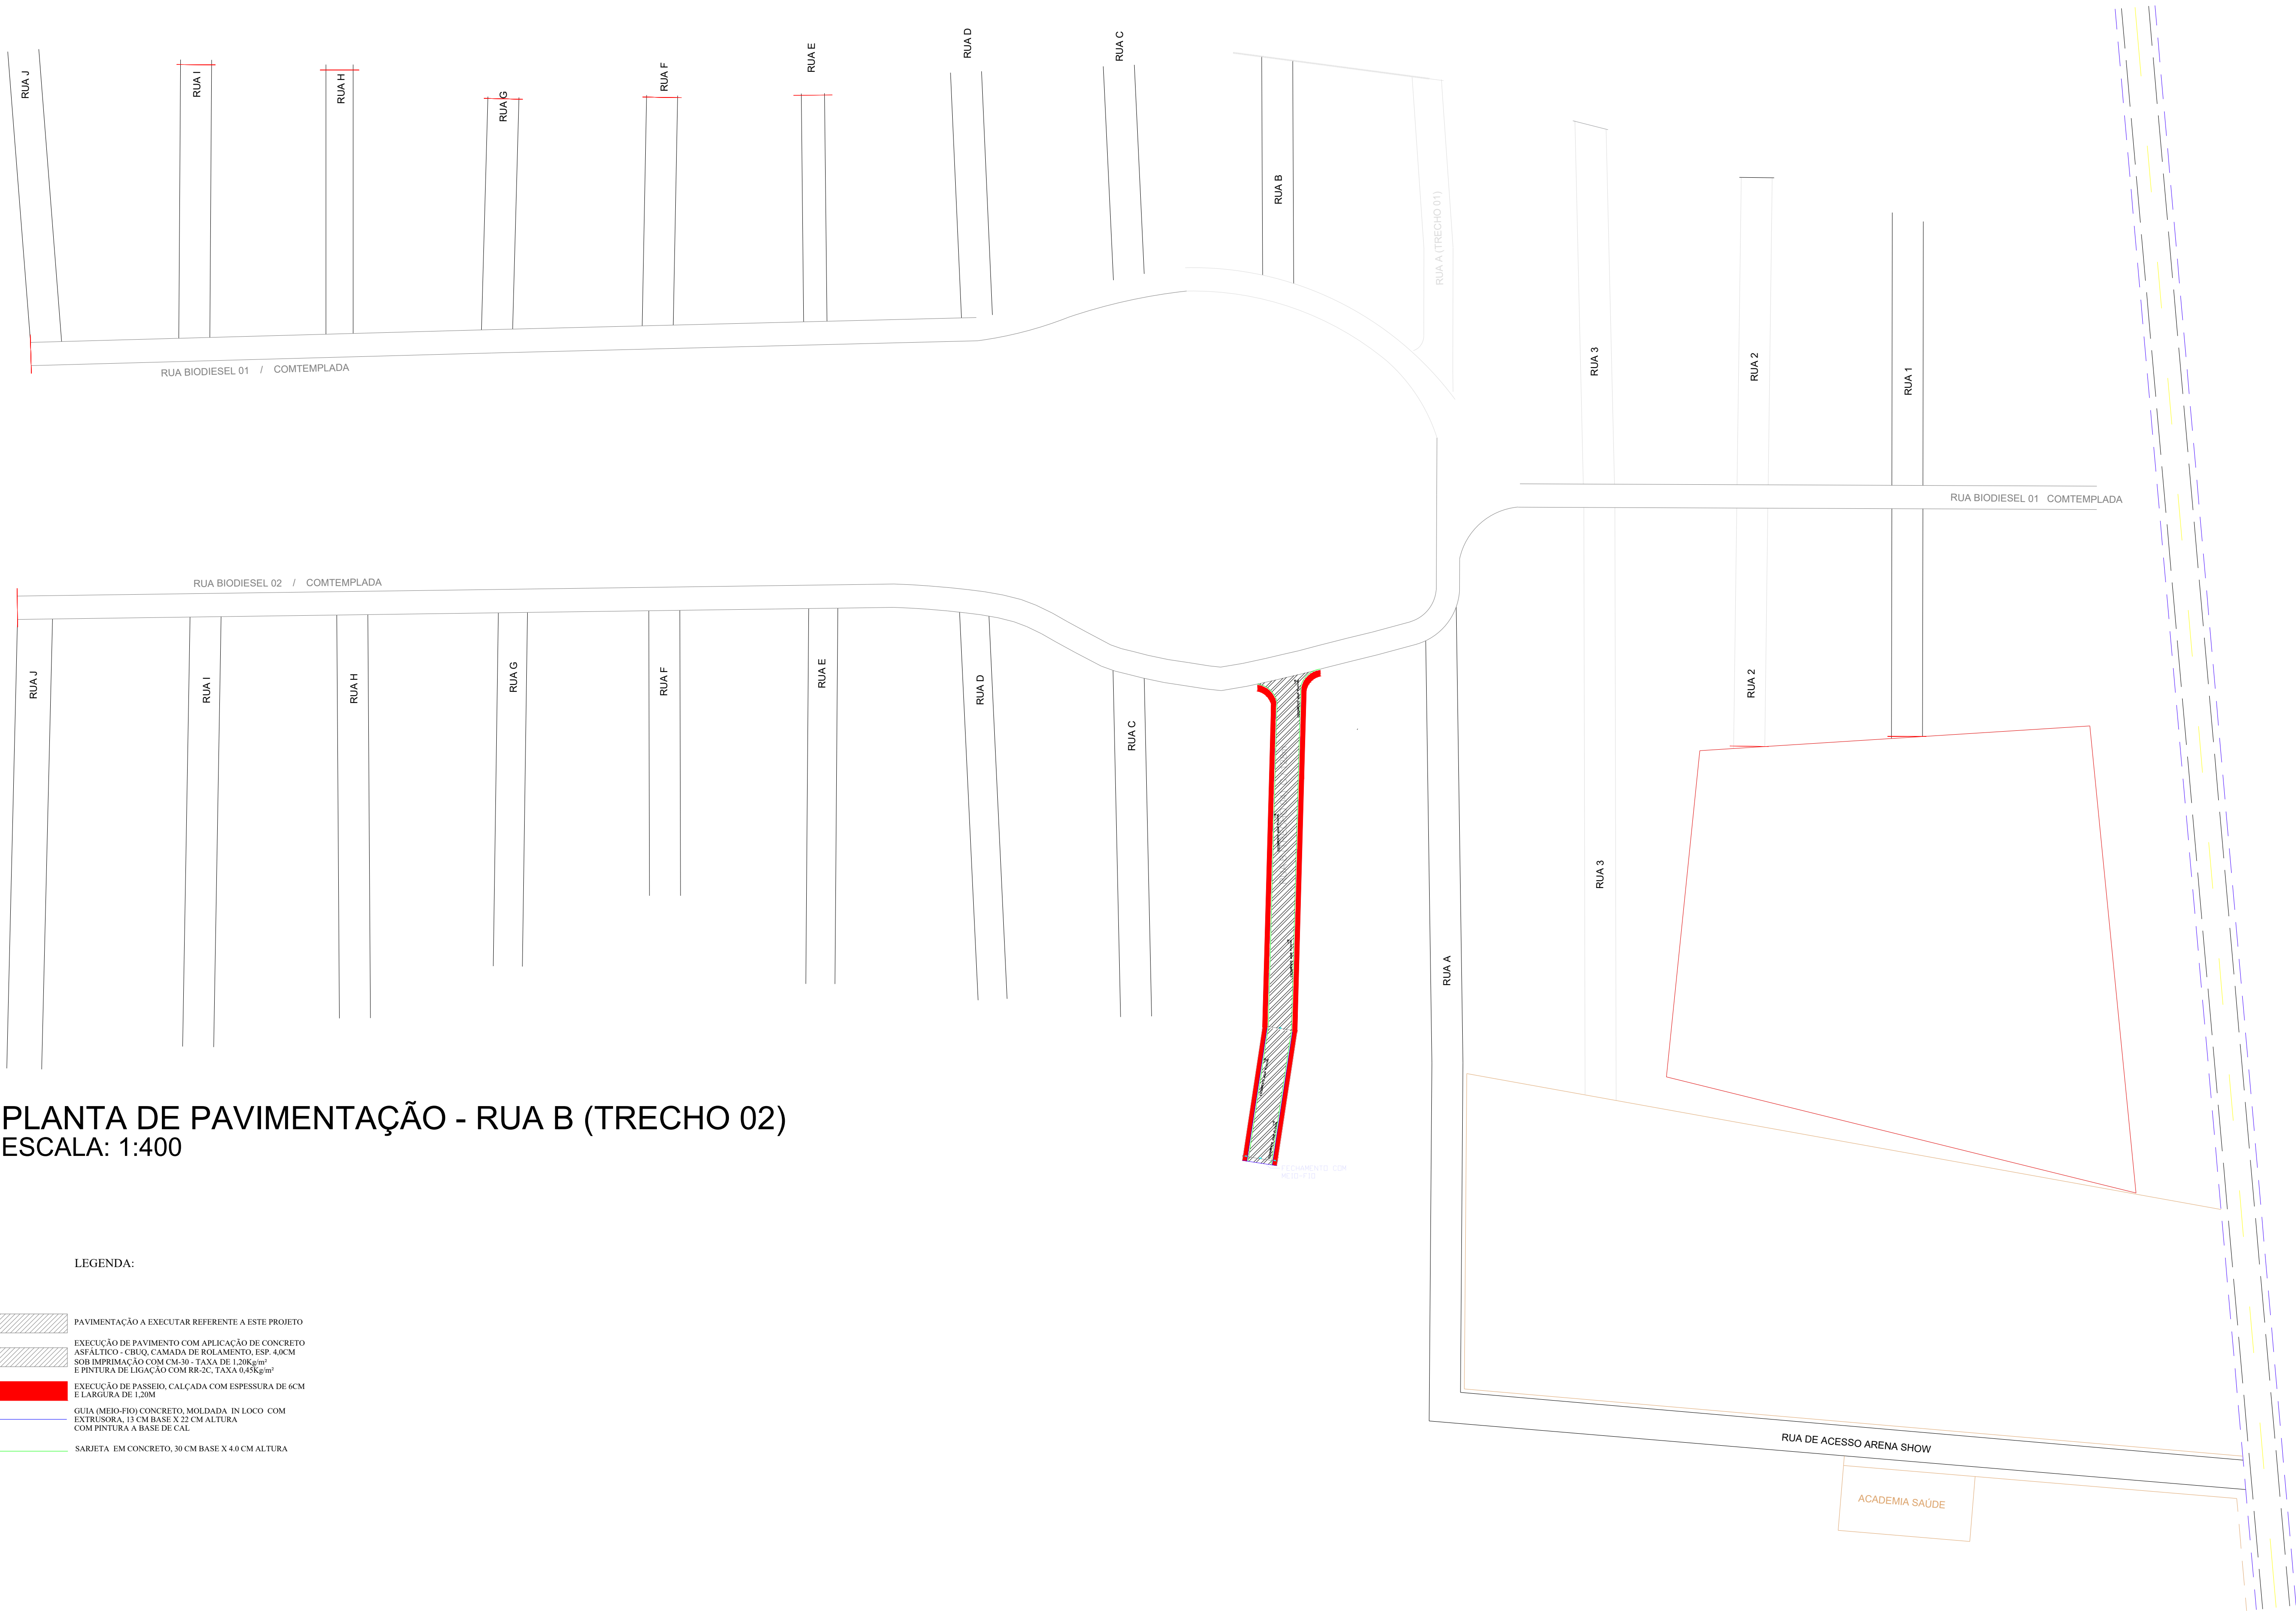 RUA J
RUA I
RUA H
RUA G
RUA F
RUA E
RUA D
RUA C
RUA B
RUA A (TRECHO 01)
RUA 3
RUA 2
RUA 1
RUA BIODIESEL 01 / COMTEMPLADA
RUA BIODIESEL 01 COMTEMPLADA
RUA BIODIESEL 02 / COMTEMPLADA
RUA J
RUA I
RUA H
RUA G
RUA F
RUA E
RUA D
RUA C
RUA A
RUA 3
RUA 2
PLANTA DE PAVIMENTAÇÃO - RUA B (TRECHO 02)
ESCALA: 1:400
FECHAMENTO COM
MEIO-FIO
LEGENDA:
PAVIMENTAÇÃO A EXECUTAR REFERENTE A ESTE PROJETO
EXECUÇÃO DE PAVIMENTO COM APLICAÇÃO DE CONCRETO
ASFÁLTICO - CBUQ, CAMADA DE ROLAMENTO, ESP. 4,0CM
SOB IMPRIMAÇÃO COM CM-30 - TAXA DE 1,20Kg/m²
E PINTURA DE LIGAÇÃO COM RR-2C, TAXA 0,45Kg/m²
EXECUÇÃO DE PASSEIO, CALÇADA COM ESPESSURA DE 6CM
E LARGURA DE 1,20M
GUIA (MEIO-FIO) CONCRETO, MOLDADA IN LOCO COM
EXTRUSORA, 13 CM BASE X 22 CM ALTURA
COM PINTURA A BASE DE CAL
SARJETA EM CONCRETO, 30 CM BASE X 4.0 CM ALTURA
RUA DE ACESSO ARENA SHOW
ACADEMIA SAÚDE